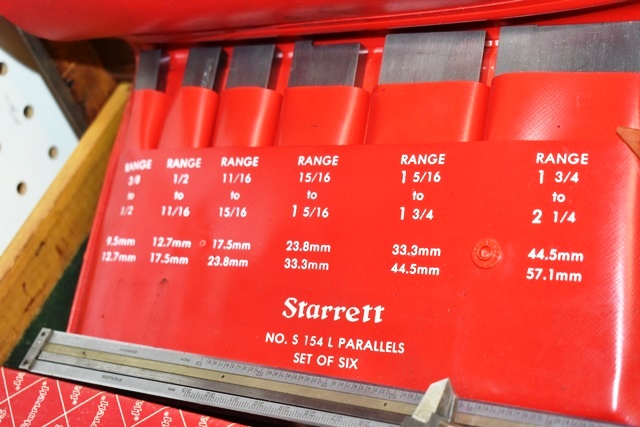 RANGE RANGE RANGE RANGE RANGE RANGE
3/8 1/2 11/16 15/16 1 5/16 1 3/4
to to to to to to
1/2 11/16 15/16 1 5/16 1 3/4 2 1/4
9.5mm 12.7mm 17.5mm 23.8mm 33.3mm 44.5mm
12.7mm 17.5mm 23.8mm 33.3mm 44.5mm 57.1mm
Starrett
NO. S 154 L PARALLELS
SET OF SIX